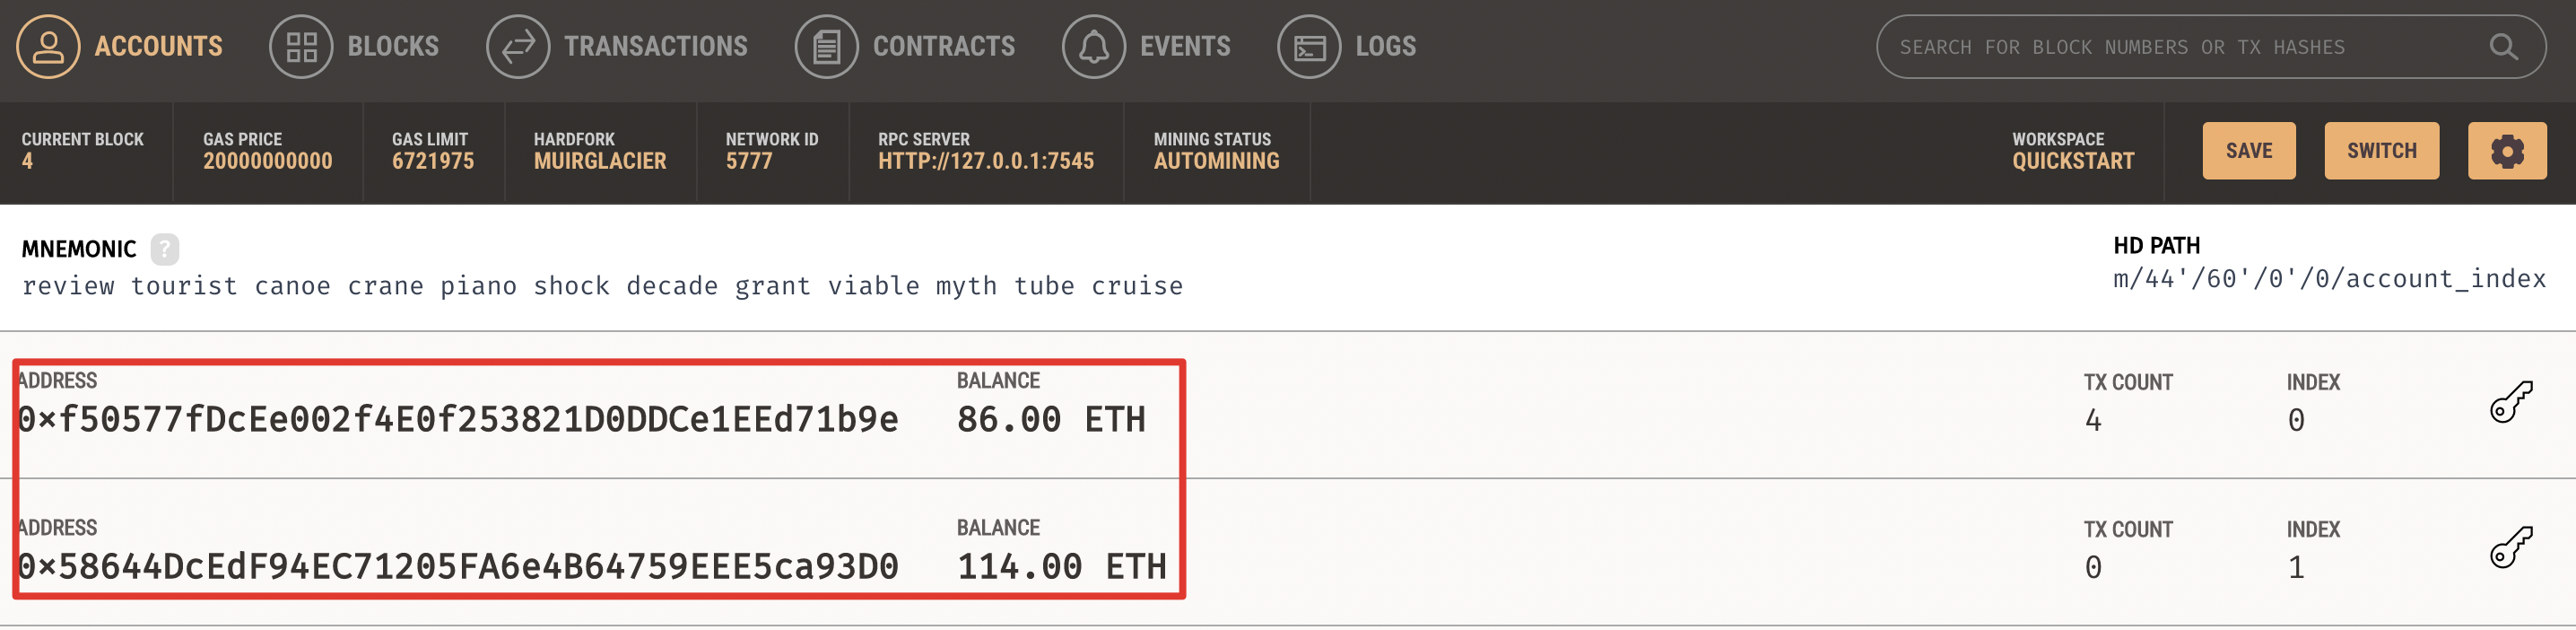 ACCOUNTS BLOCKS TRANSACTIONS CONTRACTS EVENTS LOGS SEARCH FOR BLOCK NUMBERS OR TX HASHES
CURRENT BLOCK GAS PRICE GAS LIMIT HARDFORK NETWORK ID RPC SERVER MINING STATUS WORKSPACE
4 20000000000 6721975 MUIRGLACIER 5777 HTTP://127.0.0.1:7545 AUTOMINING QUICKSTART SAVE SWITCH
MNEMONIC ? HD PATH
review tourist canoe crane piano shock decade grant viable myth tube cruise m/44'/60'/0'/0/account_index
ADDRESS BALANCE TX COUNT INDEX
0xf50577fDcEe002f4E0f253821D0DDCe1EEd71b9e 86.00 ETH 4 0
ADDRESS BALANCE TX COUNT INDEX
0x58644DcEdF94EC71205FA6e4B64759EEE5ca93D0 114.00 ETH 0 1